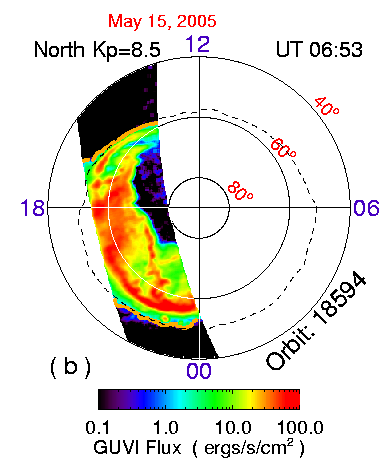 May 15, 2005
North Kp=8.5
12
UT 06:53
40°
60°
80°
18
06
Orbit: 18594
( b )
00
0.1 1.0 10.0 100.0
GUVI Flux ( ergs/s/cm² )